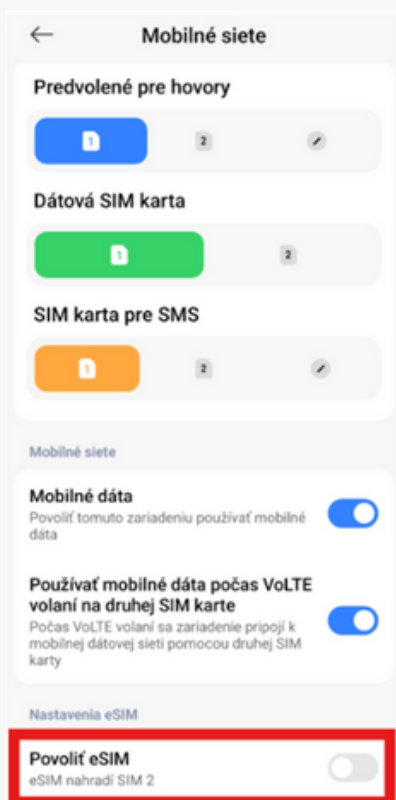 Mobilné siete
Predvolené pre hovory
1 2
Dátová SIM karta
1 2
SIM karta pre SMS
1 2
Mobilné siete
Mobilné dáta
Povoliť tomuto zariadeniu používať mobilné
dáta
Používať mobilné dáta počas VoLTE
volaní na druhej SIM karte
Počas VoLTE volaní sa zariadenie pripojí k
mobilnej dátovej sieti pomocou druhej SIM
karty
Nastavenia eSIM
Povoliť eSIM
eSIM nahradí SIM 2